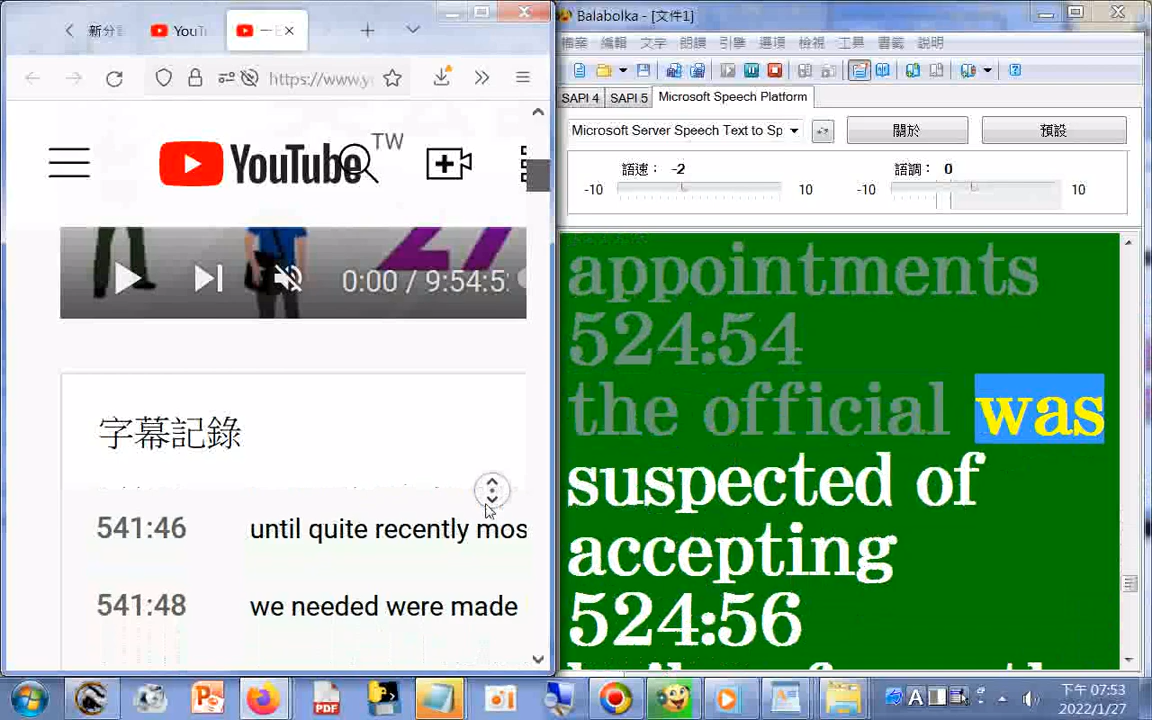 新分
YouT
一 E
https://www.y
TW
YouTube
27
0:00 / 9:54:5
字幕記錄
541:46 until quite recently mos
541:48 we needed were made
Balabolka - [文件1]
檔案 編輯 文字 朗讀 引擎 選項 檢視 工具 書籤 說明
SAPI 4 SAPI 5 Microsoft Speech Platform
Microsoft Server Speech Text to Sp
關於 預設
語速: -2
-10 10
語調: 0
-10 10
appointments
524:54
the official was
suspected of
accepting
524:56
PDF
A
下午 07:53
2022/1/27